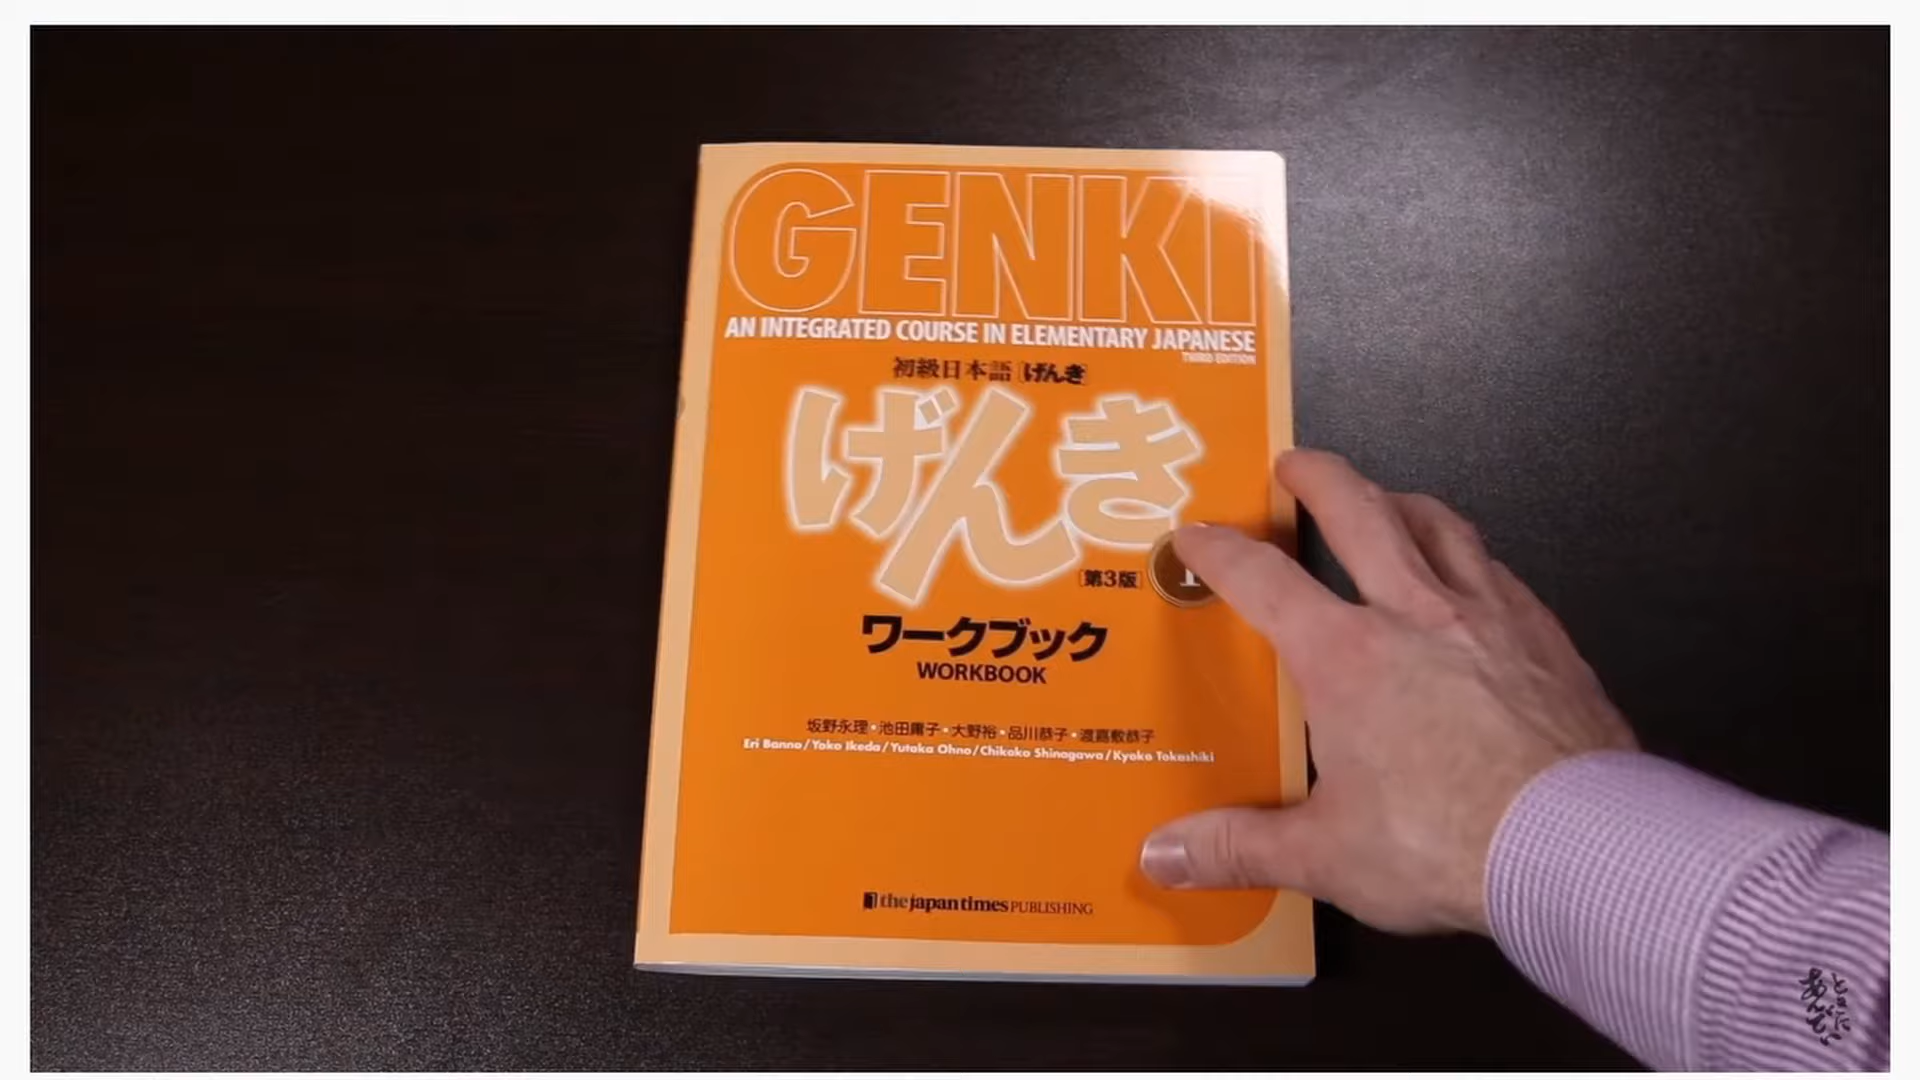 GENKI
AN INTEGRATED COURSE IN ELEMENTARY JAPANESE
THIRD EDITION
初級日本語［げんき］
げんき
［第3版］
I
ワークブック
WORKBOOK
坂野永理・池田庸子・大野裕・品川恭子・渡嘉敷恭子
Eri Banno/Yoko Ikeda/Yutaka Ohno/Chikako Shinagawa/Kyoko Tokashiki
the japan times PUBLISHING